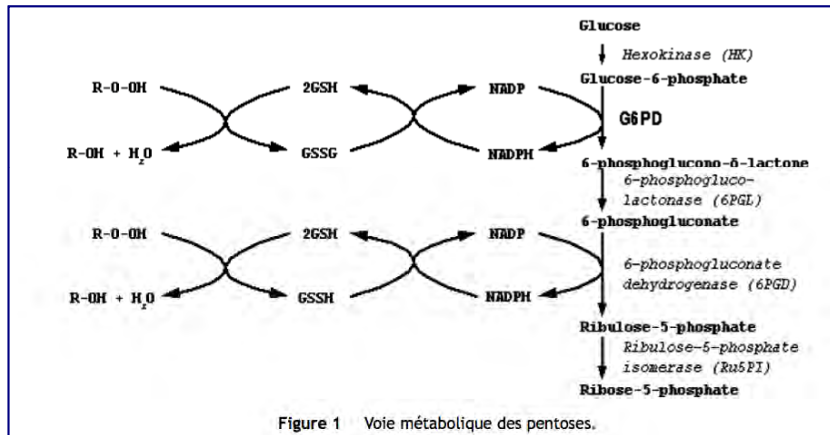 Glucose
Hexokinase (HK)
Glucose-6-phosphate
R-O-OH 2GSH NADP
G6PD
R-OH + H₂O GSSG NADPH
6-phosphoglucono-δ-lactone
6-phosphogluco-
lactonase (6PGL)
6-phosphogluconate
R-O-OH 2GSH NADP
6-phosphogluconate
dehydrogenase (6PGD)
R-OH + H₂O GSSH NADPH
Ribulose-5-phosphate
Ribulose-5-phosphate
isomerase (Ru5PI)
Ribose-5-phosphate
Figure 1 Voie métabolique des pentoses.